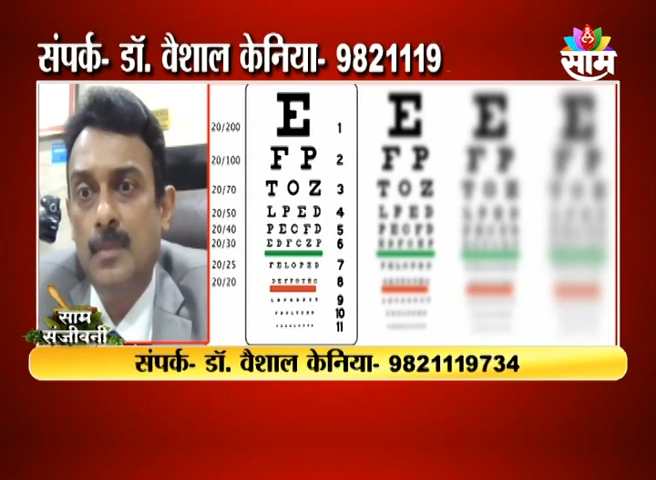 संपर्क- डॉ. वैशाल केनिया- 9821119
साम
20/200 E 1 E E E
20/100 F P 2 F P F P F P
20/70 T O Z 3 T O Z T O Z T O Z
20/50 L P E D 4 L P E D L P E D
20/40 P E C F D 5 P E C F D
20/30 E D F C Z P 6 E D F C Z P
20/25 F E L O P Z D 7
20/20 D E F P O T E C 8
9
10
11
साम
संजीवनी
संपर्क- डॉ. वैशाल केनिया- 9821119734